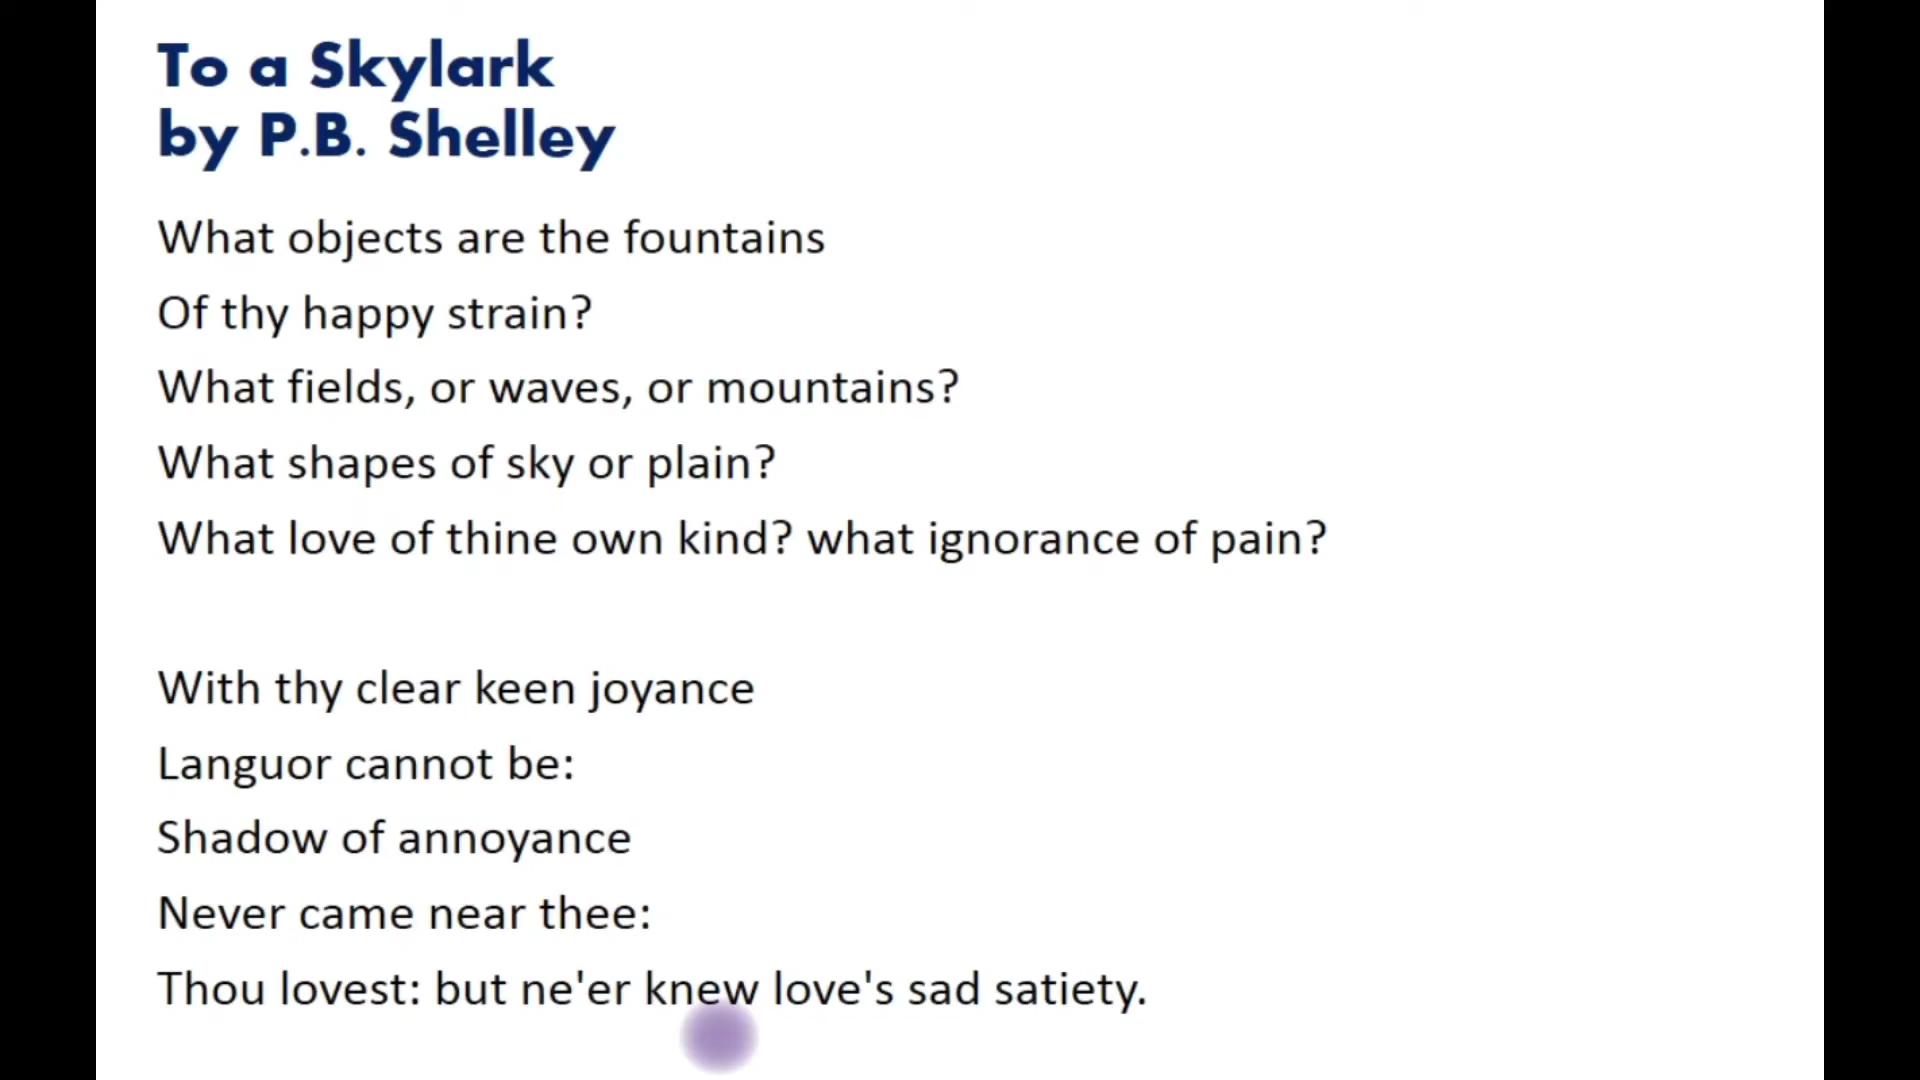 To a Skylark
by P.B. Shelley
What objects are the fountains
Of thy happy strain?
What fields, or waves, or mountains?
What shapes of sky or plain?
What love of thine own kind? what ignorance of pain?
With thy clear keen joyance
Languor cannot be:
Shadow of annoyance
Never came near thee:
Thou lovest: but ne'er knew love's sad satiety.